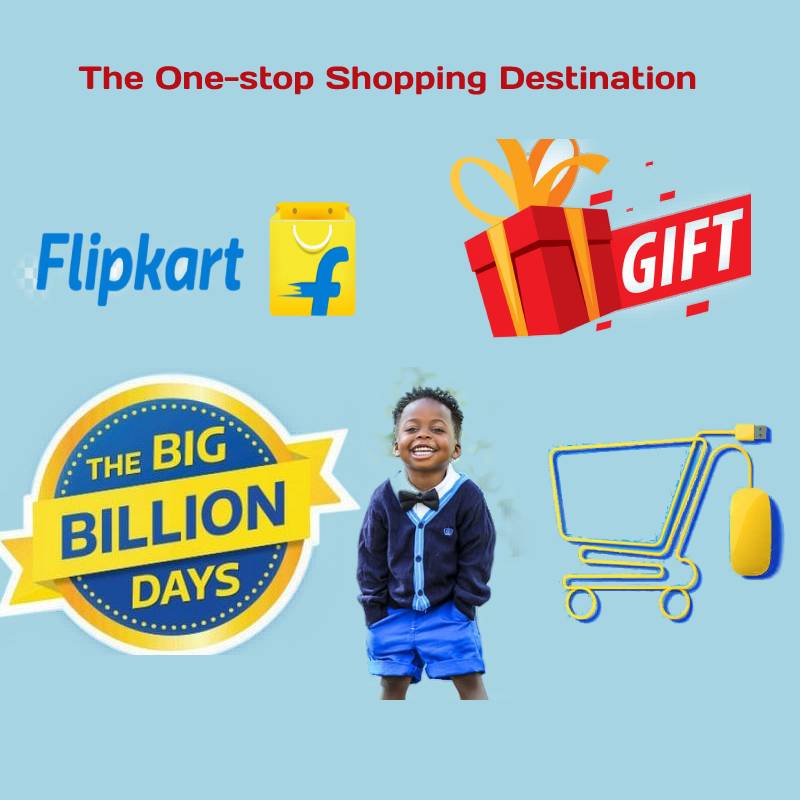 The One-stop Shopping Destination
Flipkart
f
GIFT
THE BIG
BILLION
DAYS